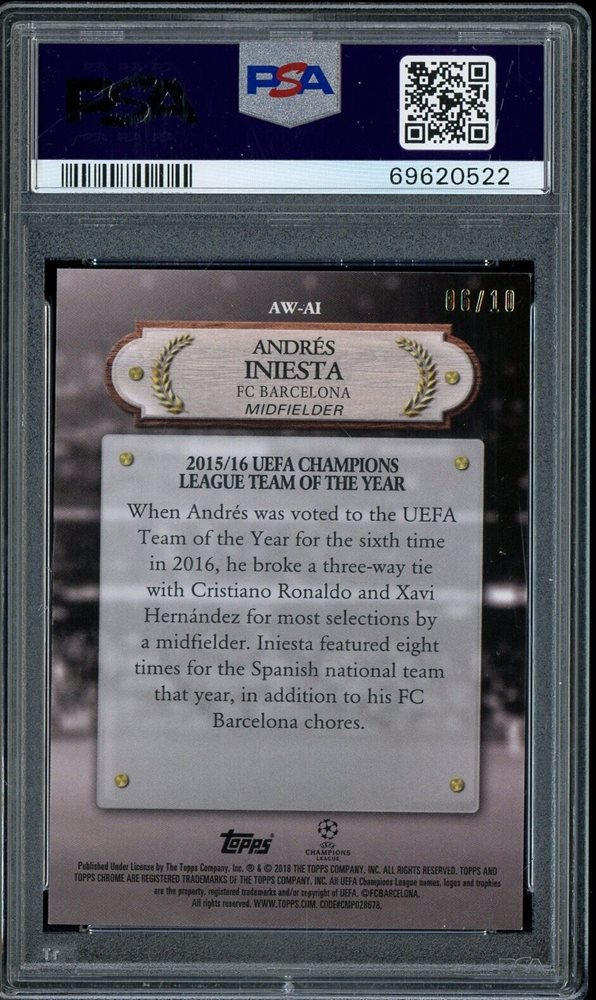 PSA
PSA
69620522
AW-AI
06/10
ANDRÉS
INIESTA
FC BARCELONA
MIDFIELDER
2015/16 UEFA CHAMPIONS
LEAGUE TEAM OF THE YEAR
When Andrés was voted to the UEFA
Team of the Year for the sixth time
in 2016, he broke a three-way tie
with Cristiano Ronaldo and Xavi
Hernández for most selections by
a midfielder. Iniesta featured eight
times for the Spanish national team
that year, in addition to his FC
Barcelona chores.
Topps
UEFA
CHAMPIONS
LEAGUE
Published Under License by The Topps Company, Inc. ® & © 2018 THE TOPPS COMPANY, INC. ALL RIGHTS RESERVED. TOPPS AND
TOPPS CHROME ARE REGISTERED TRADEMARKS OF THE TOPPS COMPANY, INC. All UEFA Champions League names, logos and trophies
are the property, registered trademarks and/or copyright of UEFA. ©FCBARCELONA.
All rights reserved. WWW.TOPPS.COM. CODE#CMP028678.
PSA